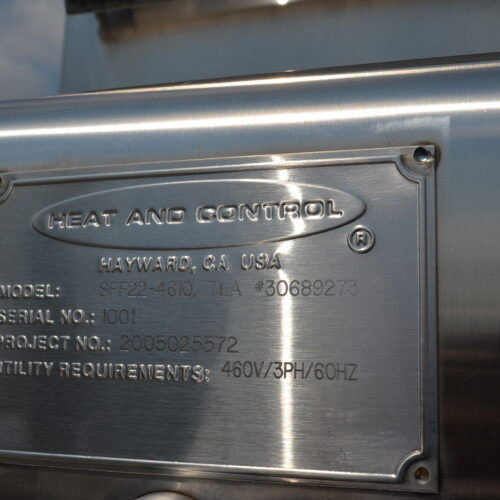 HEAT AND CONTROL
®
HAYWARD, CA USA
MODEL: SFF22-4610, TLA #30689273
SERIAL NO.: 1001
PROJECT NO.: 2005025572
UTILITY REQUIREMENTS: 460V/3PH/60HZ